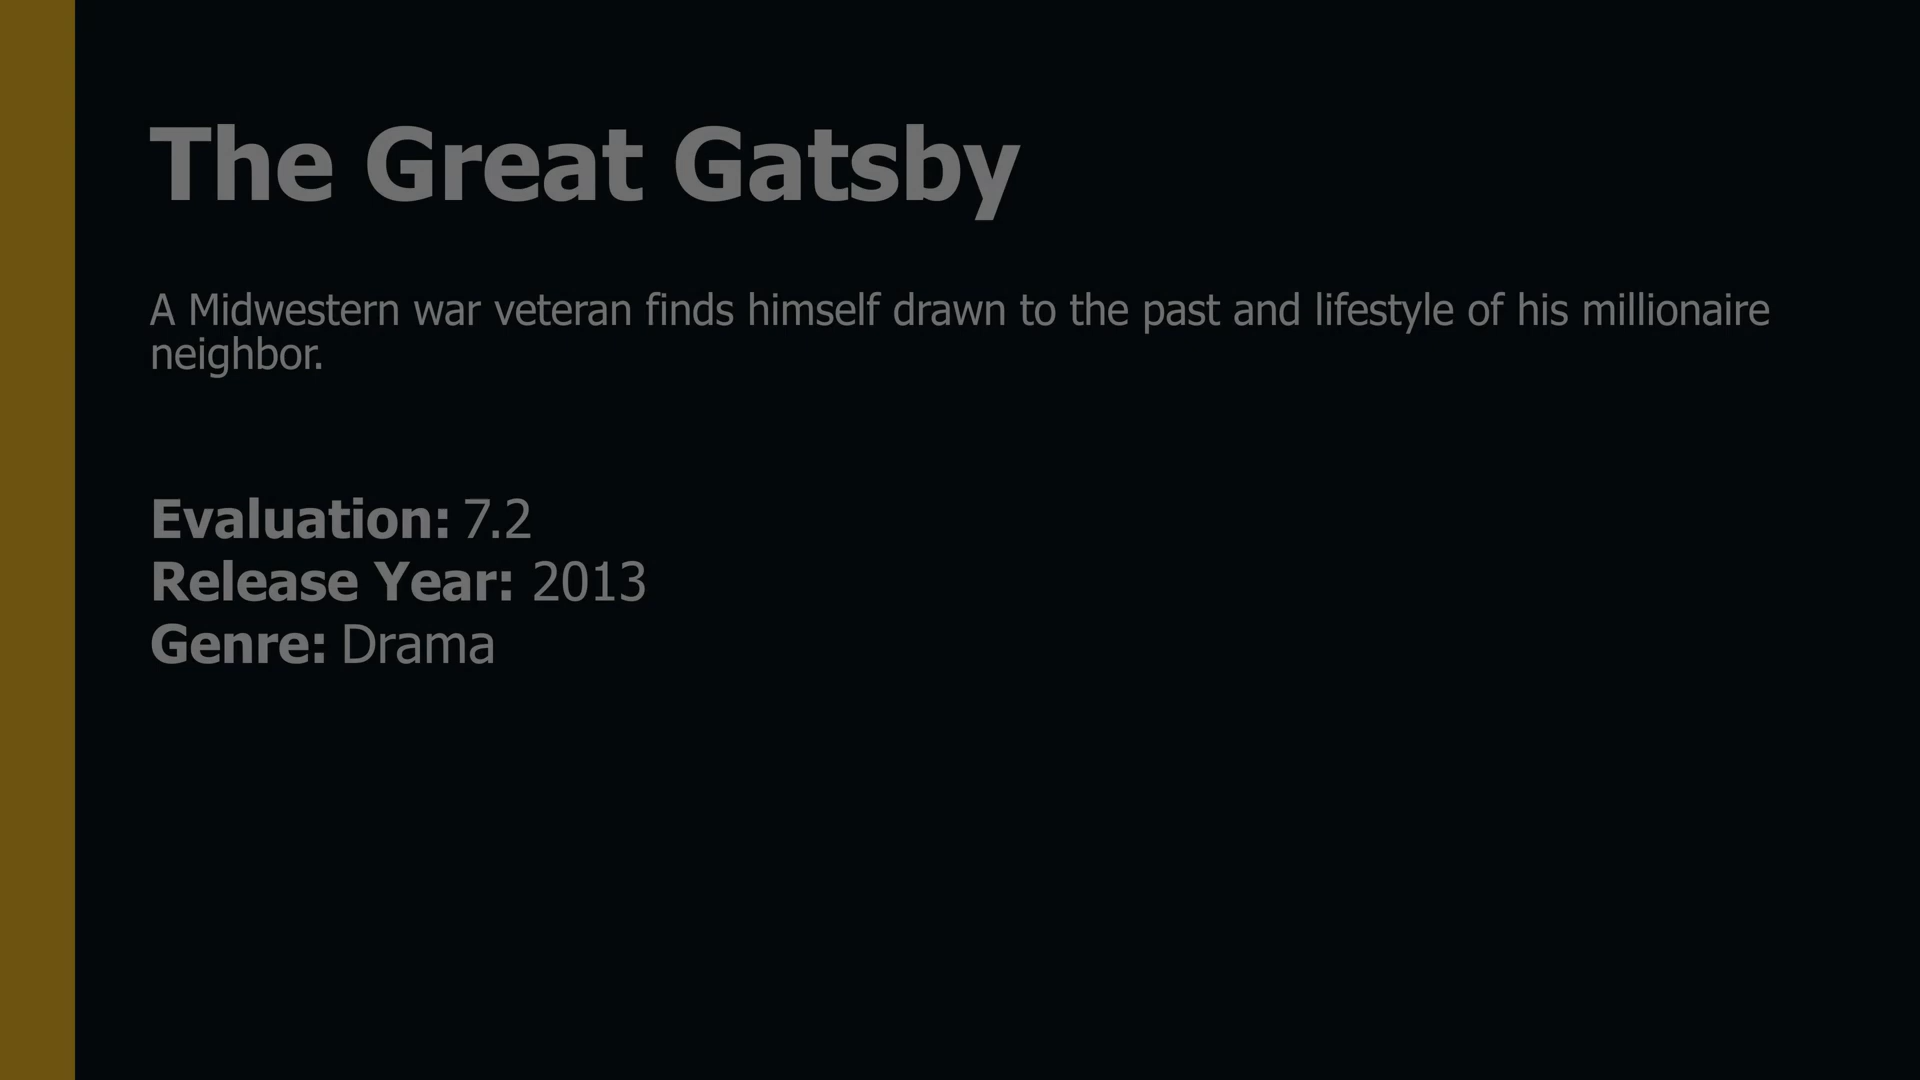 The Great Gatsby
A Midwestern war veteran finds himself drawn to the past and lifestyle of his millionaire
neighbor.
Evaluation: 7.2
Release Year: 2013
Genre: Drama